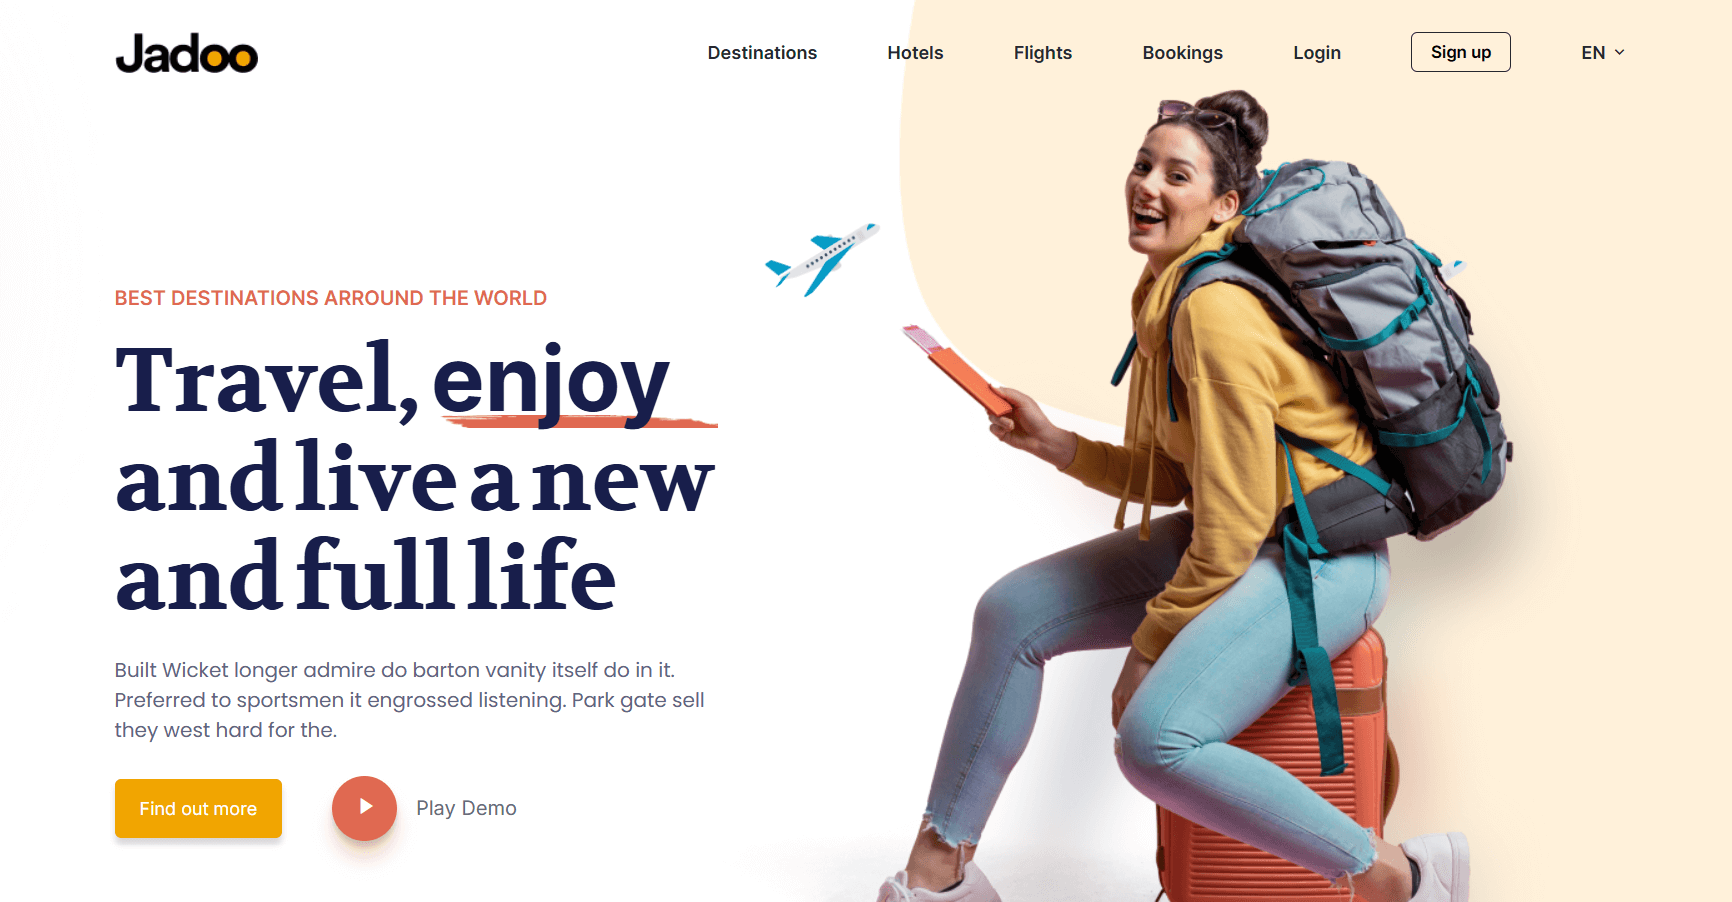 Jadoo
Destinations
Hotels
Flights
Bookings
Login
Sign up
EN
BEST DESTINATIONS ARROUND THE WORLD
Travel, enjoy
and live a new
and full life
Built Wicket longer admire do barton vanity itself do in it.
Preferred to sportsmen it engrossed listening. Park gate sell
they west hard for the.
Find out more
Play Demo